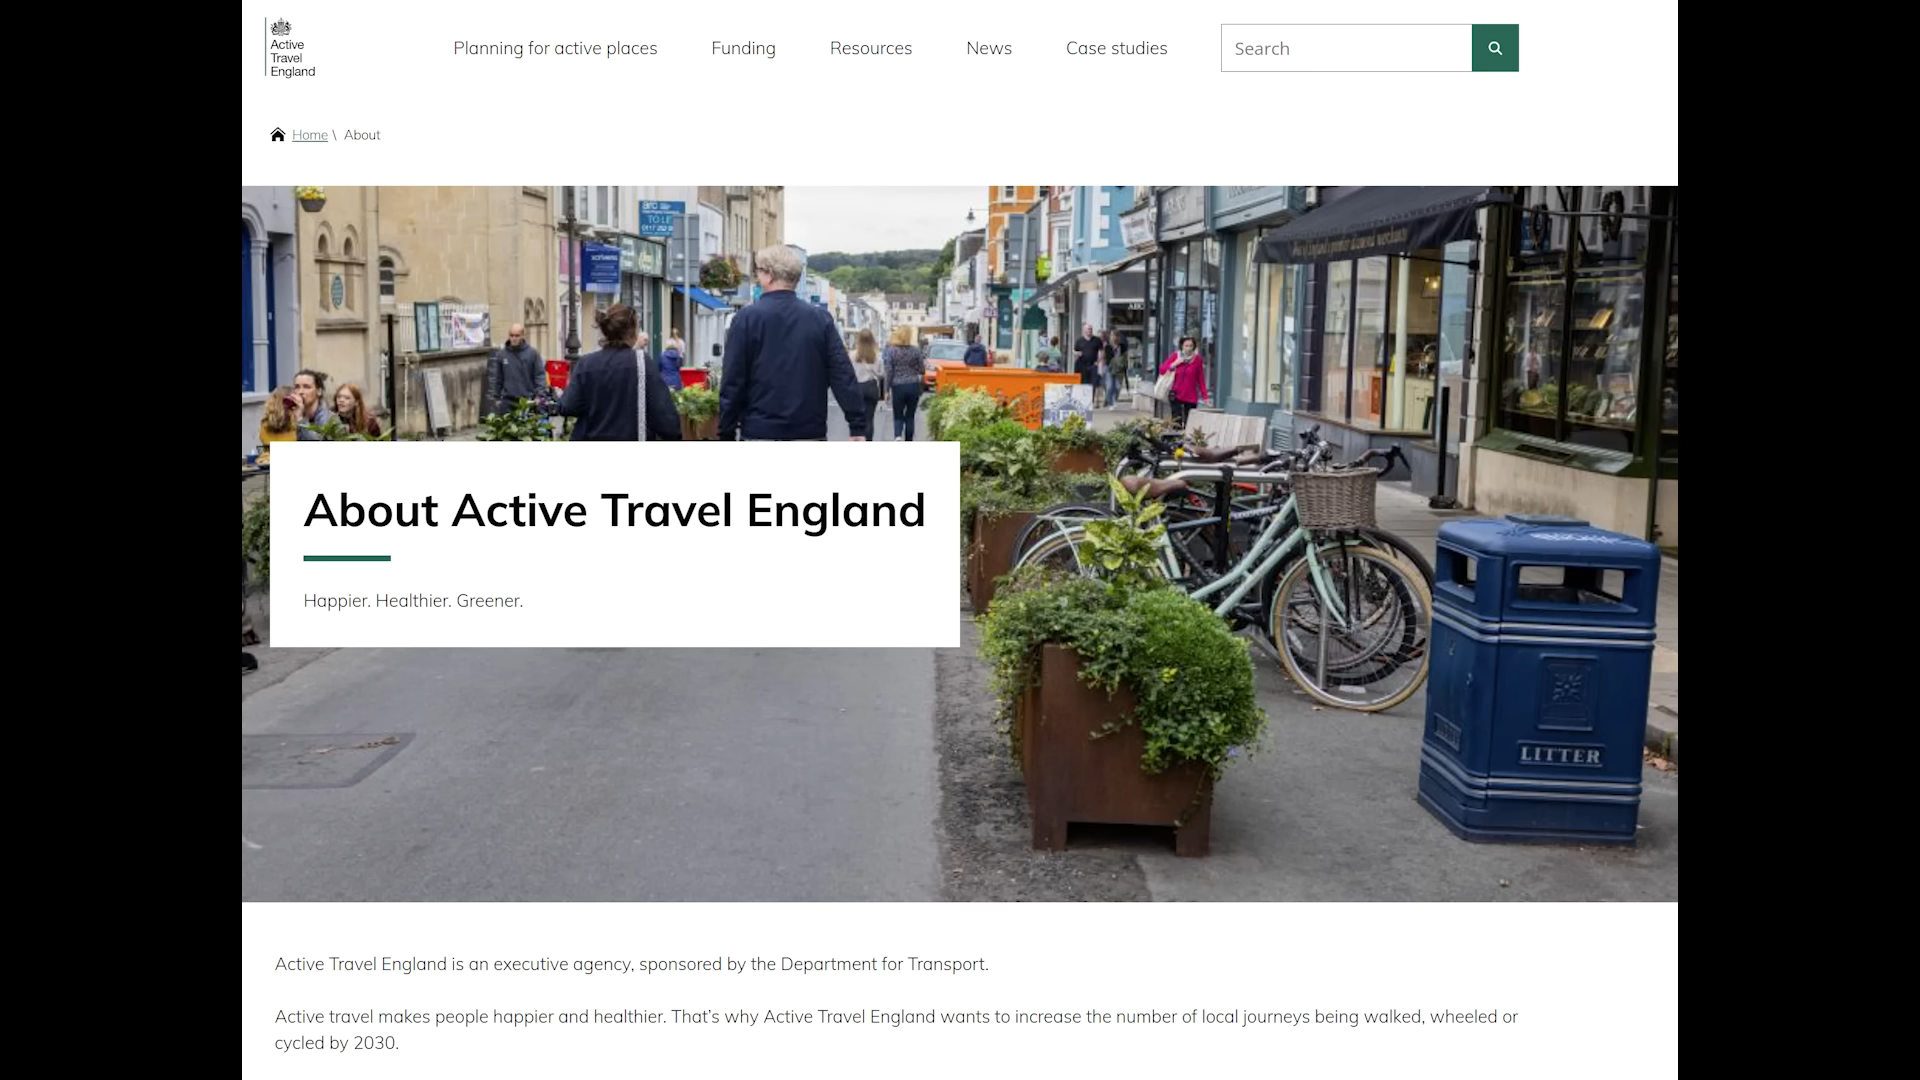 Active
Travel
England
Planning for active places
Funding
Resources
News
Case studies
Search
Home \ About
TO LE
About Active Travel England
Happier. Healthier. Greener.
LITTER
Active Travel England is an executive agency, sponsored by the Department for Transport.
Active travel makes people happier and healthier. That’s why Active Travel England wants to increase the number of local journeys being walked, wheeled or
cycled by 2030.